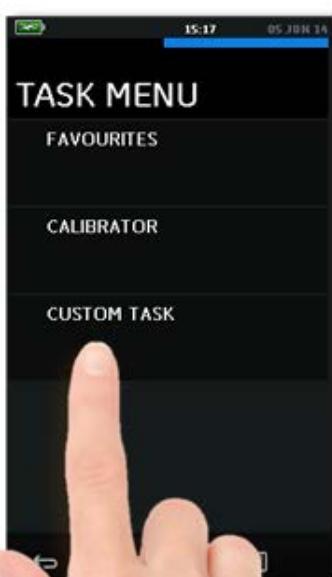 15:17 05 JUN 14
TASK MENU
FAVOURITES
CALIBRATOR
CUSTOM TASK